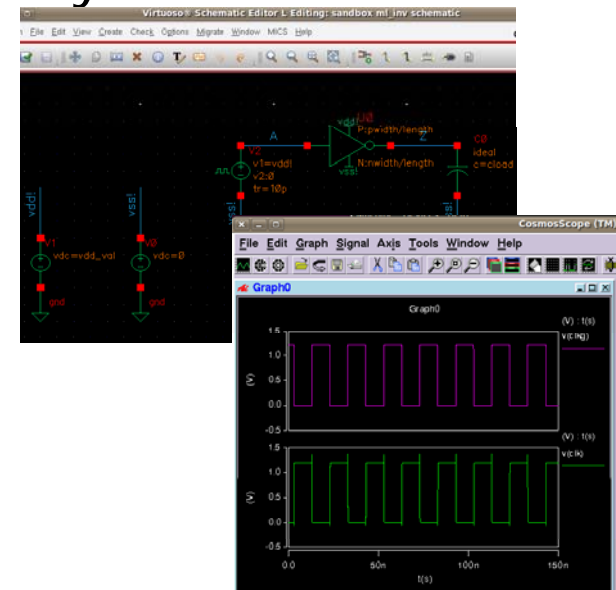 Virtuoso® Schematic Editor L Editing: sandbox ml_inv schematic
File Edit View Create Check Options Migrate Window MICS Help
vdd!
U0
P:pwidth/length
A
Z
V2
v1=vdd!
v2:0
tr=10p
vss!
N:nwidth/length
C0
ideal
c=cload
vdd!
vss!
vss!
V1
vdc=vdd_val
V0
vdc=0
gnd
gnd
CosmosScope (TM)
File Edit Graph Signal Axis Tools Window Help
Graph0
Graph0
(V) : t(s)
v(clkg)
1.5
1.0
0.5
0.0
-0.5
(V)
(V) : t(s)
v(clk)
1.5
1.0
0.5
0.0
-0.5
(V)
0.0 50n 100n 150n
t(s)